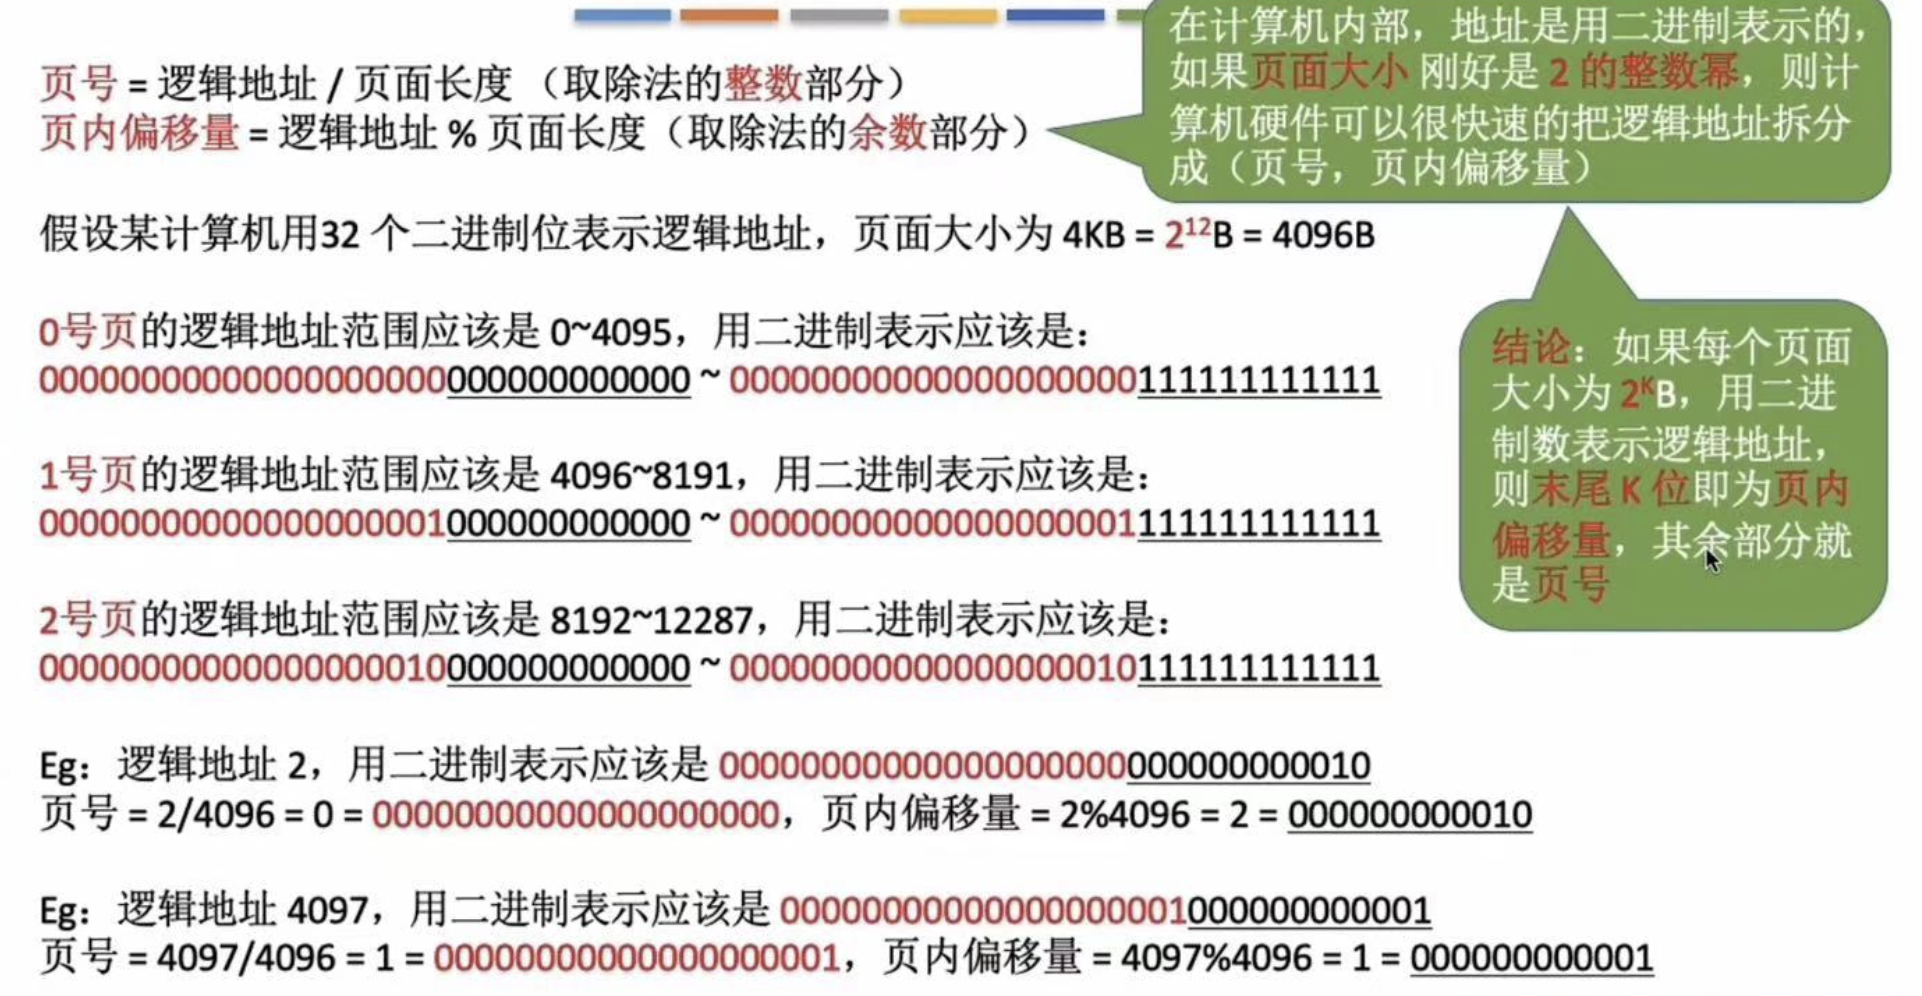 页号 = 逻辑地址 / 页面长度 （取除法的整数部分）
页内偏移量 = 逻辑地址 % 页面长度（取除法的余数部分）
在计算机内部，地址是用二进制表示的，
如果页面大小 刚好是 2 的整数幂，则计
算机硬件可以很快速的把逻辑地址拆分
成（页号，页内偏移量）
假设某计算机用32 个二进制位表示逻辑地址，页面大小为 4KB = 2¹²B = 4096B
0号页的逻辑地址范围应该是 0~4095，用二进制表示应该是：
00000000000000000000000000000000 ~ 00000000000000000000111111111111
1号页的逻辑地址范围应该是 4096~8191，用二进制表示应该是：
00000000000000000001000000000000 ~ 00000000000000000001111111111111
2号页的逻辑地址范围应该是 8192~12287，用二进制表示应该是：
00000000000000000010000000000000 ~ 00000000000000000010111111111111
结论：如果每个页面
大小为 2ᴷB，用二进
制数表示逻辑地址，
则末尾 K 位即为页内
偏移量，其余部分就
是页号
Eg：逻辑地址 2，用二进制表示应该是 00000000000000000000000000000010
页号 = 2/4096 = 0 = 00000000000000000000，页内偏移量 = 2%4096 = 2 = 000000000010
Eg：逻辑地址 4097，用二进制表示应该是 00000000000000000001000000000001
页号 = 4097/4096 = 1 = 00000000000000000001，页内偏移量 = 4097%4096 = 1 = 000000000001